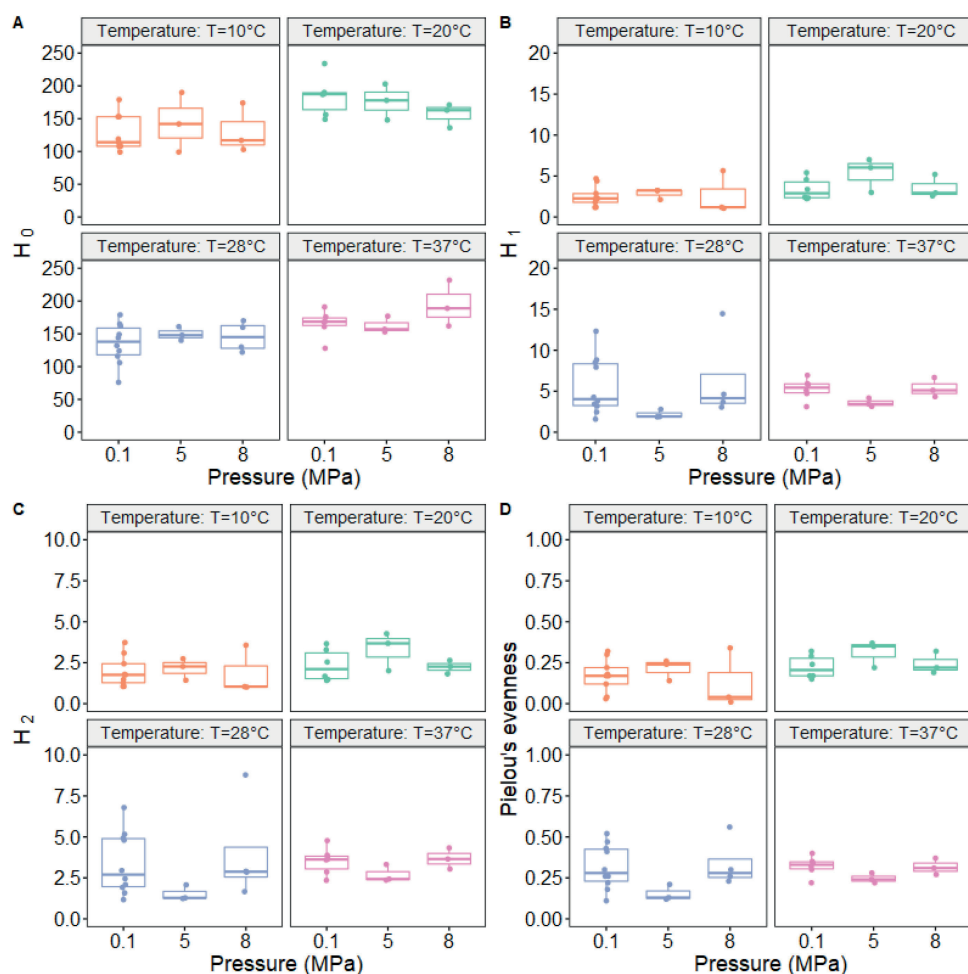 A
Temperature: T=10°C
Temperature: T=20°C
250
200
150
100
50
0
H0
Temperature: T=28°C
Temperature: T=37°C
250
200
150
100
50
0
0.1 5 8
0.1 5 8
Pressure (MPa)
B
Temperature: T=10°C
Temperature: T=20°C
20
15
10
5
0
H1
Temperature: T=28°C
Temperature: T=37°C
20
15
10
5
0
0.1 5 8
0.1 5 8
Pressure (MPa)
C
Temperature: T=10°C
Temperature: T=20°C
10.0
7.5
5.0
2.5
0.0
H2
Temperature: T=28°C
Temperature: T=37°C
10.0
7.5
5.0
2.5
0.0
0.1 5 8
0.1 5 8
Pressure (MPa)
D
Temperature: T=10°C
Temperature: T=20°C
1.00
0.75
0.50
0.25
0.00
Pielou's evenness
Temperature: T=28°C
Temperature: T=37°C
1.00
0.75
0.50
0.25
0.00
0.1 5 8
0.1 5 8
Pressure (MPa)